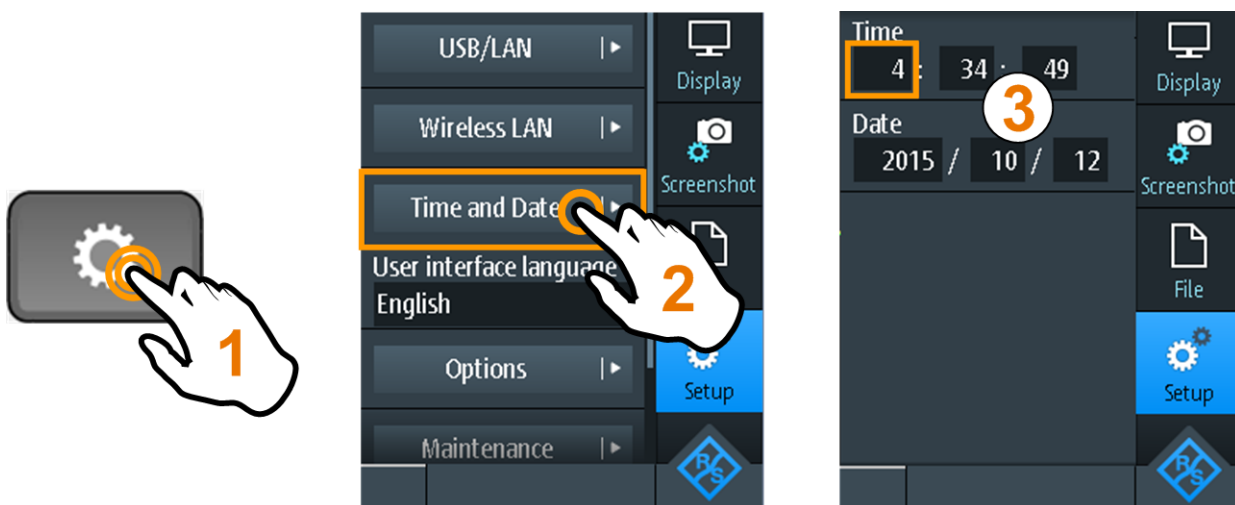 1
USB/LAN
Wireless LAN
Time and Date
User interface language
English
Options
Maintenance
Display
Screenshot
Setup
R/S
2
Time
4 : 34 : 49
Date
2015 / 10 / 12
3
Display
Screenshot
File
Setup
R/S